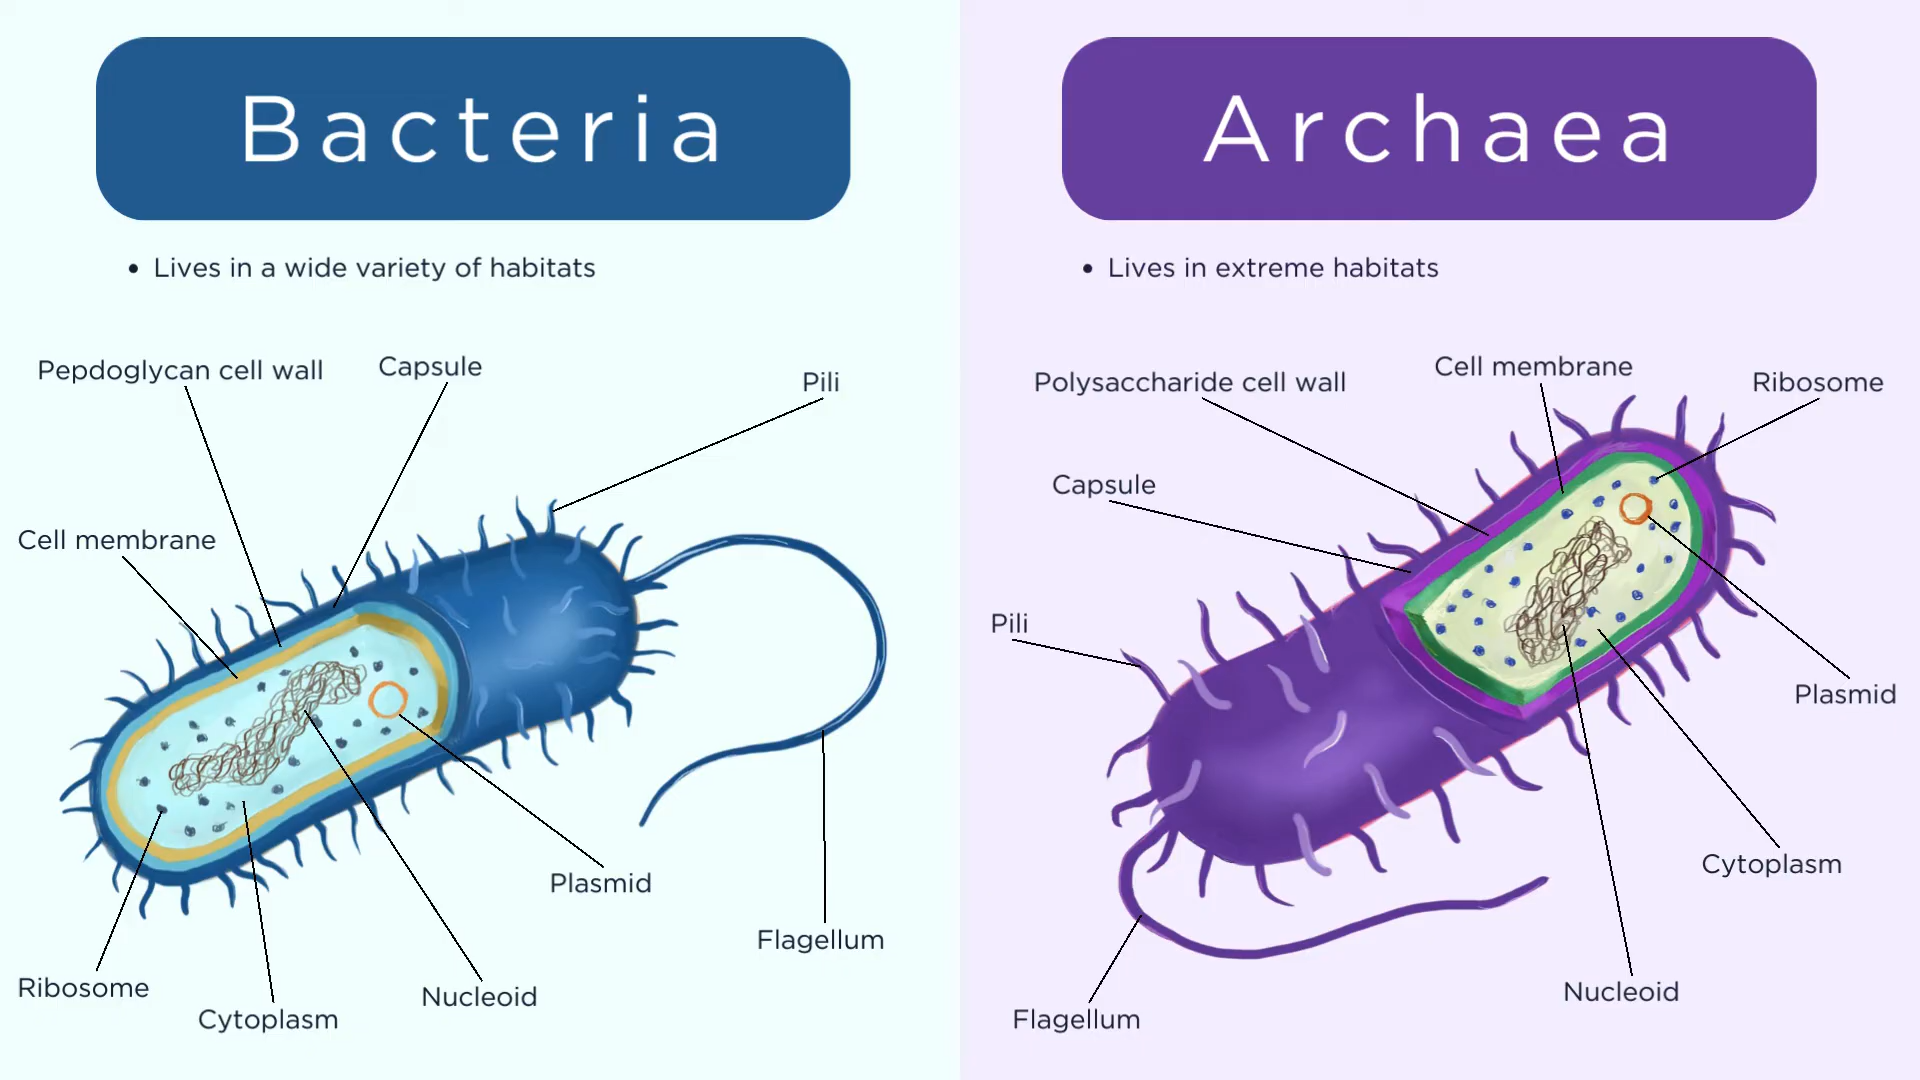 Bacteria
• Lives in a wide variety of habitats
Pepdoglycan cell wall
Capsule
Pili
Cell membrane
Plasmid
Flagellum
Ribosome
Nucleoid
Cytoplasm
Archaea
• Lives in extreme habitats
Cell membrane
Polysaccharide cell wall
Ribosome
Capsule
Pili
Plasmid
Cytoplasm
Nucleoid
Flagellum